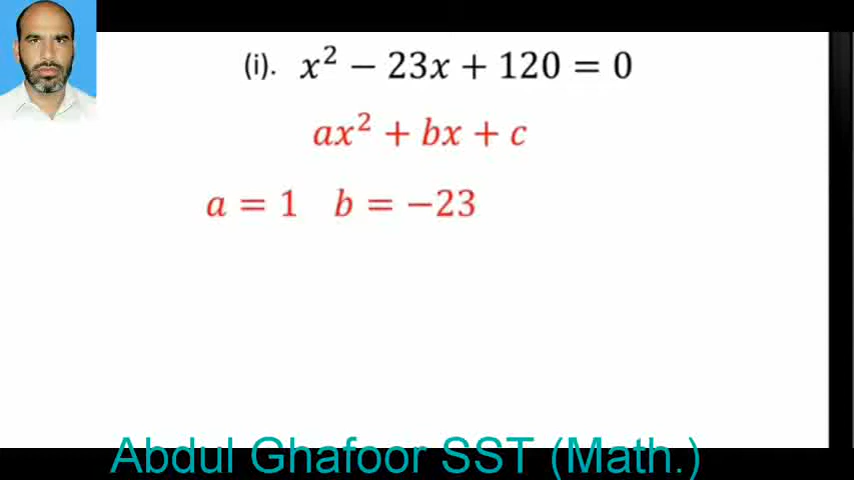 (i). x² − 23x + 120 = 0
ax² + bx + c
a = 1 b = −23
Abdul Ghafoor SST (Math.)